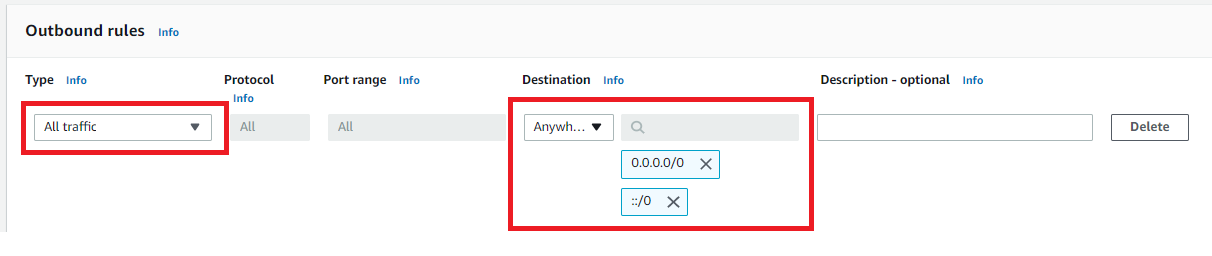 Outbound rules Info
Type Info Protocol Info Port range Info Destination Info Description - optional Info
All traffic All All Anywh... Delete
0.0.0.0/0
::/0